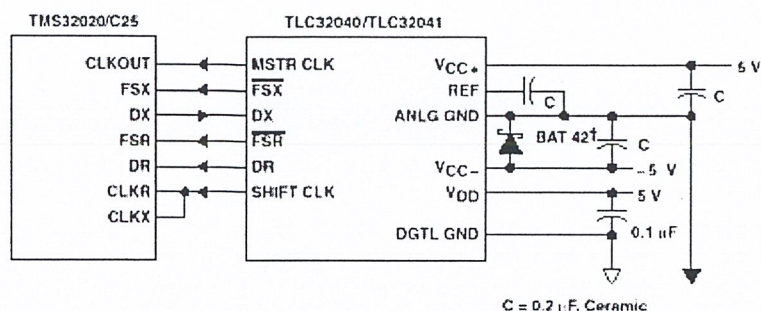 TMS32020/C25
TLC32040/TLC32041
CLKOUT
FSX
DX
FSR
DR
CLKR
CLKX
MSTR CLK
FSX
DX
FSR
DR
SHIFT CLK
VCC+
REF
ANLG GND
VCC−
VDD
DGTL GND
C
BAT 42†
C
5 V
C
−5 V
5 V
0.1 µF
C = 0.2 µF, Ceramic